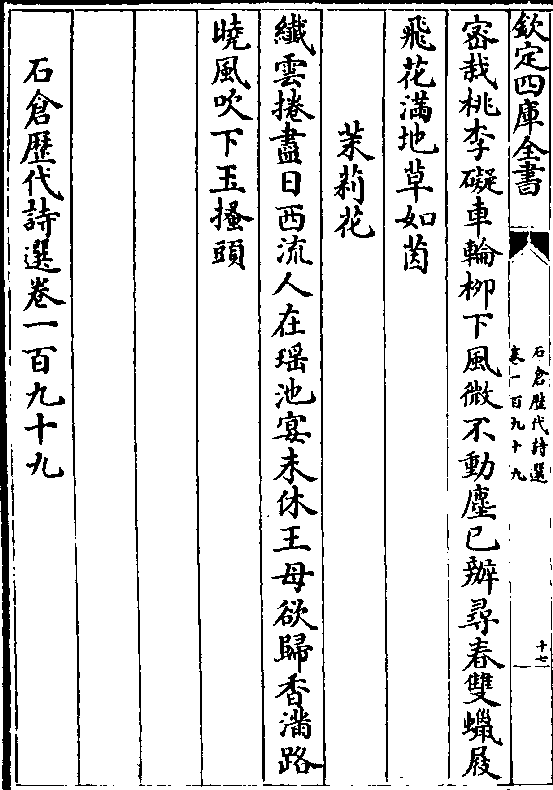 欽定四庫全書
石倉歴代詩選
卷一百九十九
十七
宻栽桃李礙車輪柳下風微不動塵已辦尋春雙蠟屐
飛花滿地草如茵
茉莉花
纖雲捲盡日西流人在瑶池宴未休王母欲歸香滿路
曉風吹下玉搔頭
石倉歴代詩選卷一百九十九